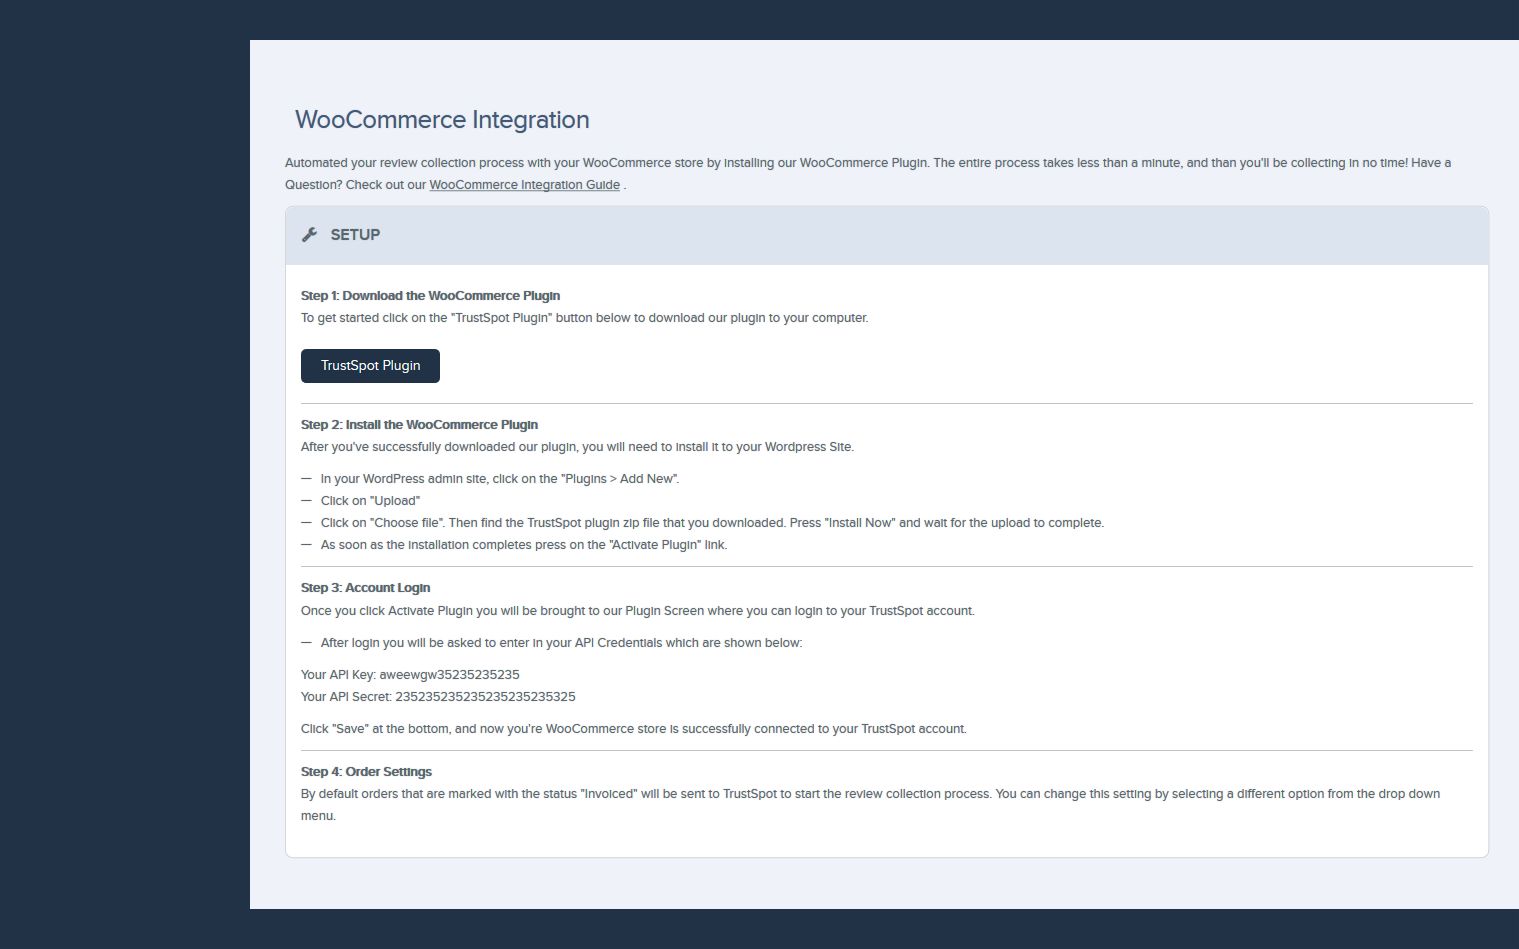 WooCommerce Integration
Automated your review collection process with your WooCommerce store by installing our WooCommerce Plugin. The entire process takes less than a minute, and than you'll be collecting in no time! Have a
Question? Check out our WooCommerce Integration Guide .
SETUP
Step 1: Download the WooCommerce Plugin
To get started click on the "TrustSpot Plugin" button below to download our plugin to your computer.
TrustSpot Plugin
Step 2: Install the WooCommerce Plugin
After you've successfully downloaded our plugin, you will need to install it to your Wordpress Site.
— In your WordPress admin site, click on the "Plugins > Add New".
— Click on "Upload"
— Click on "Choose file". Then find the TrustSpot plugin zip file that you downloaded. Press "Install Now" and wait for the upload to complete.
— As soon as the installation completes press on the "Activate Plugin" link.
Step 3: Account Login
Once you click Activate Plugin you will be brought to our Plugin Screen where you can login to your TrustSpot account.
— After login you will be asked to enter in your API Credentials which are shown below:
Your API Key: aweewgw35235235235
Your API Secret: 235235235235235235235325
Click "Save" at the bottom, and now you're WooCommerce store is successfully connected to your TrustSpot account.
Step 4: Order Settings
By default orders that are marked with the status "Invoiced" will be sent to TrustSpot to start the review collection process. You can change this setting by selecting a different option from the drop down
menu.